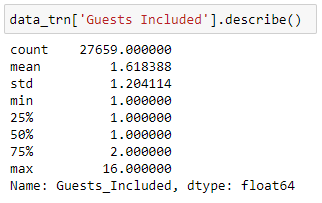 data_trn['Guests Included'].describe()
count    27659.000000
mean         1.618388
std          1.204114
min          1.000000
25%          1.000000
50%          1.000000
75%          2.000000
max         16.000000
Name: Guests_Included, dtype: float64